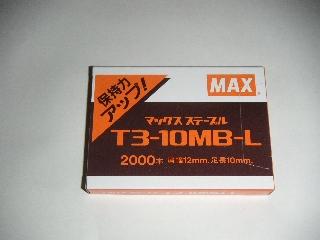 保持力
アップ!
MAX
マックス ステープル
T3-10MB-L
2000本 肩幅12mm. 足長10mm.